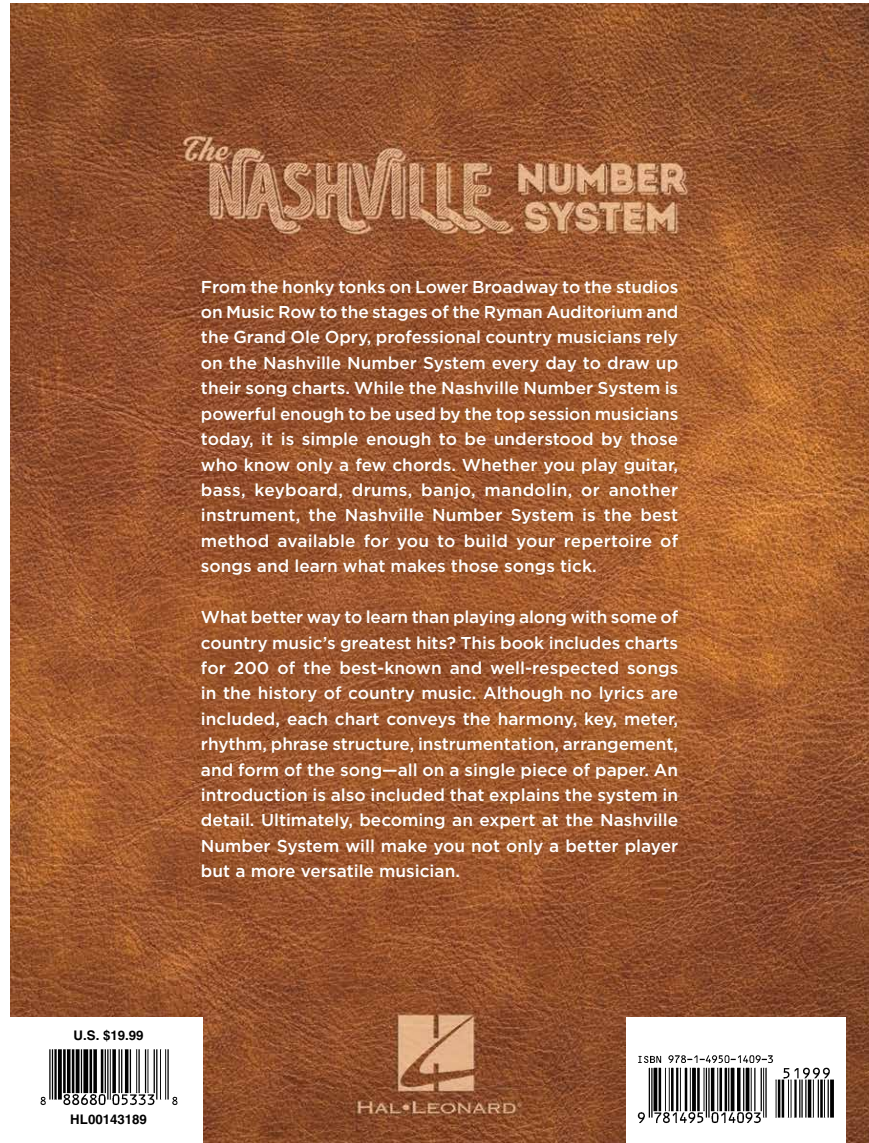 The
NASHVILLE NUMBER
SYSTEM
From the honky tonks on Lower Broadway to the studios
on Music Row to the stages of the Ryman Auditorium and
the Grand Ole Opry, professional country musicians rely
on the Nashville Number System every day to draw up
their song charts. While the Nashville Number System is
powerful enough to be used by the top session musicians
today, it is simple enough to be understood by those
who know only a few chords. Whether you play guitar,
bass, keyboard, drums, banjo, mandolin, or another
instrument, the Nashville Number System is the best
method available for you to build your repertoire of
songs and learn what makes those songs tick.
What better way to learn than playing along with some of
country music’s greatest hits? This book includes charts
for 200 of the best-known and well-respected songs
in the history of country music. Although no lyrics are
included, each chart conveys the harmony, key, meter,
rhythm, phrase structure, instrumentation, arrangement,
and form of the song—all on a single piece of paper. An
introduction is also included that explains the system in
detail. Ultimately, becoming an expert at the Nashville
Number System will make you not only a better player
but a more versatile musician.
U.S. $19.99
8 88680 05333 8
HL00143189
HAL•LEONARD®
ISBN 978-1-4950-1409-3
51999
9 781495 014093